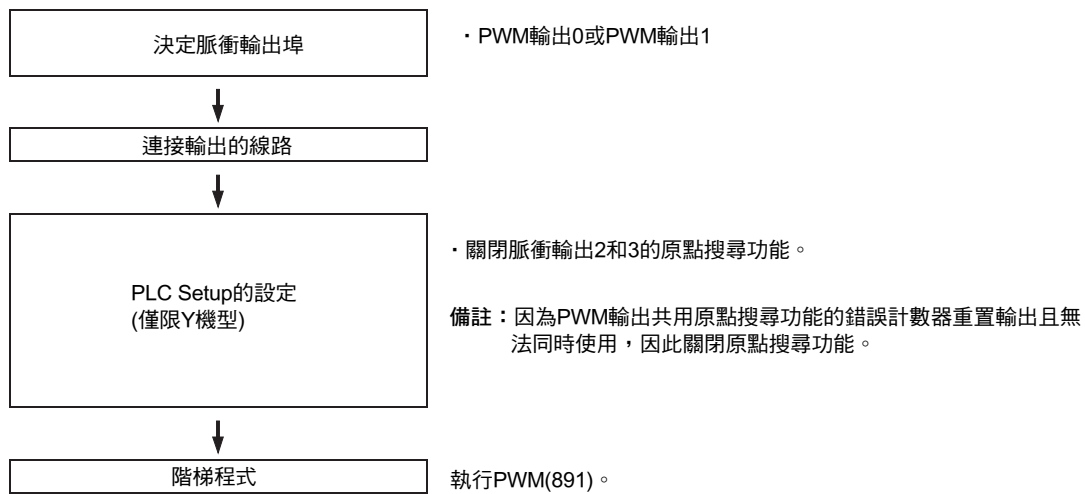 決定脈衝輸出埠
・PWM輸出0或PWM輸出1
連接輸出的線路
PLC Setup的設定
(僅限Y機型)
・關閉脈衝輸出2和3的原點搜尋功能。
備註：因為PWM輸出共用原點搜尋功能的錯誤計數器重置輸出且無
法同時使用，因此關閉原點搜尋功能。
階梯程式
執行PWM(891)。